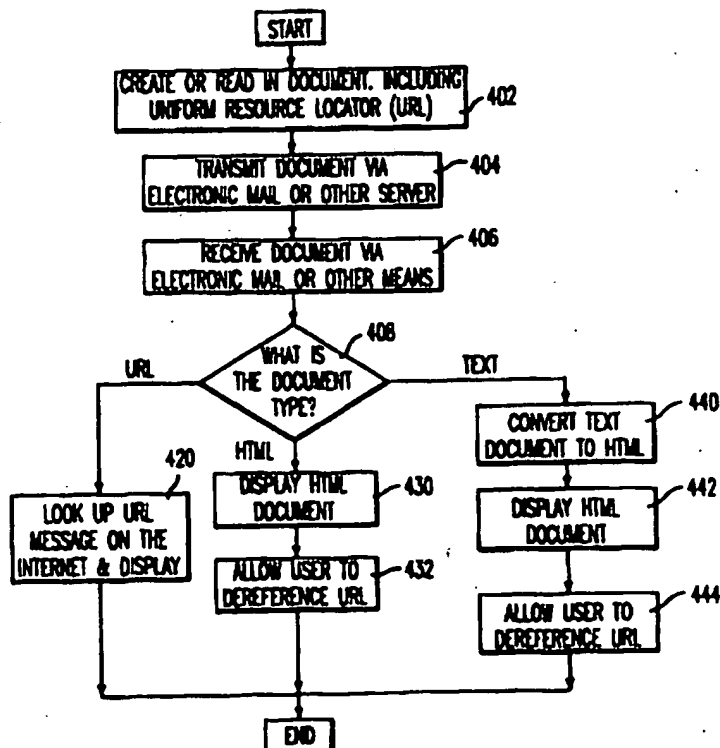 START
CREATE OR READ IN DOCUMENT, INCLUDING
UNIFORM RESOURCE LOCATOR (URL)
402
TRANSMIT DOCUMENT VIA
ELECTRONIC MAIL OR OTHER SERVER
404
RECEIVE DOCUMENT VIA
ELECTRONIC MAIL OR OTHER MEANS
406
WHAT IS
THE DOCUMENT
TYPE?
408
URL
HTML
TEXT
LOOK UP URL
MESSAGE ON THE
INTERNET & DISPLAY
420
DISPLAY HTML
DOCUMENT
430
ALLOW USER TO
DEREFERENCE URL
432
CONVERT TEXT
DOCUMENT TO HTML
440
DISPLAY HTML
DOCUMENT
442
ALLOW USER TO
DEREFERENCE URL
444
END